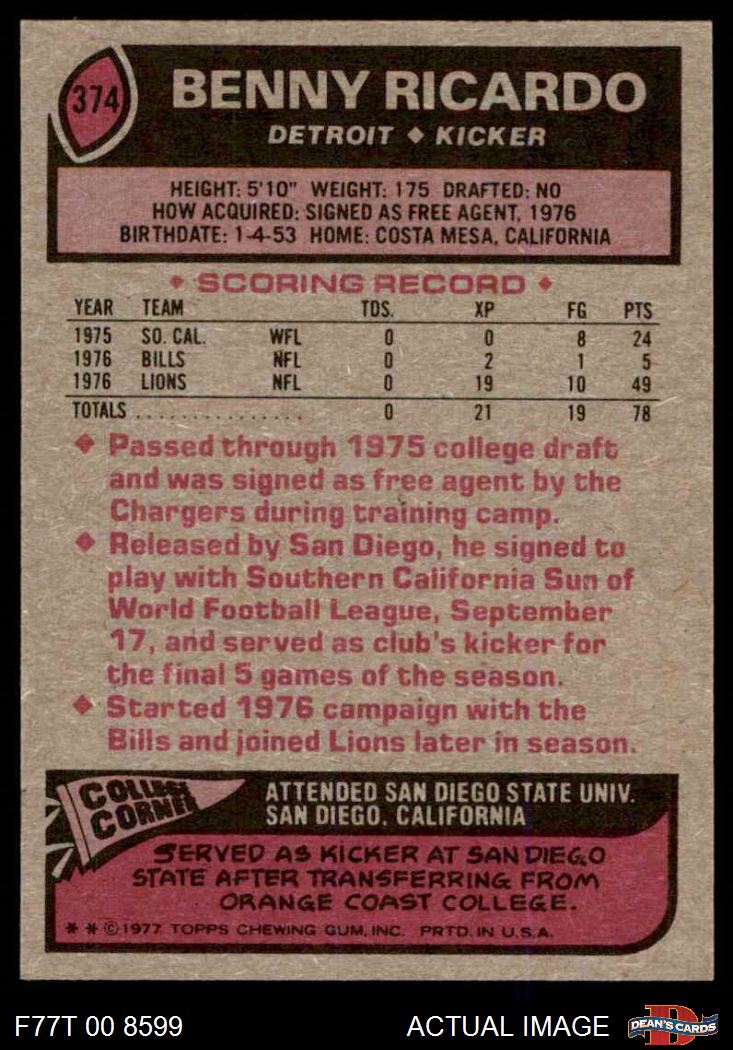 374
BENNY RICARDO
DETROIT ♦ KICKER
HEIGHT: 5'10" WEIGHT: 175 DRAFTED: NO
HOW ACQUIRED: SIGNED AS FREE AGENT, 1976
BIRTHDATE: 1-4-53 HOME: COSTA MESA, CALIFORNIA
♦ SCORING RECORD ♦
YEAR TEAM TDS. XP FG PTS
1975 SO. CAL. WFL 0 0 8 24
1976 BILLS NFL 0 2 1 5
1976 LIONS NFL 0 19 10 49
TOTALS . . . . . . . . . . . . . . . 0 21 19 78
♦ Passed through 1975 college draft
and was signed as free agent by the
Chargers during training camp.
♦ Released by San Diego, he signed to
play with Southern California Sun of
World Football League, September
17, and served as club's kicker for
the final 5 games of the season.
♦ Started 1976 campaign with the
Bills and joined Lions later in season.
COLLEGE
CORNER
ATTENDED SAN DIEGO STATE UNIV.
SAN DIEGO, CALIFORNIA
SERVED AS KICKER AT SAN DIEGO
STATE AFTER TRANSFERRING FROM
ORANGE COAST COLLEGE.
* * © 1977 TOPPS CHEWING GUM, INC. PRTD. IN U.S.A.
F77T 00 8599
ACTUAL IMAGE
D
DEAN'S CARDS